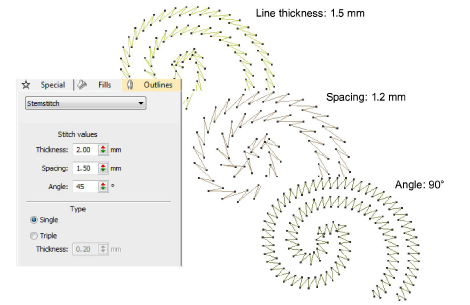 Line thickness: 1.5 mm
Special Fills Outlines
Stemstitch
Spacing: 1.2 mm
Stitch values
Thickness: 2.00 mm
Spacing: 1.50 mm
Angle: 45 °
Angle: 90°
Type
Single
Triple
Thickness: 0.20 mm